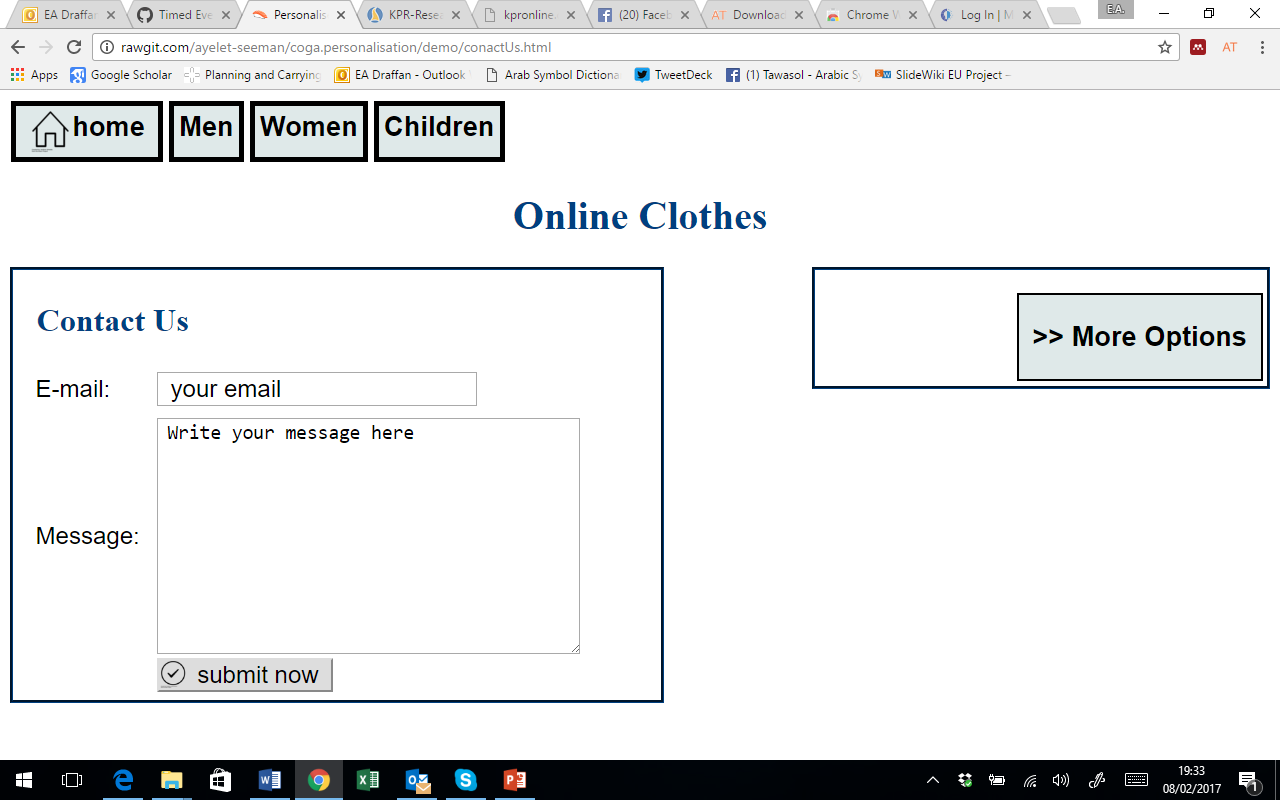 EA Draffan
Timed Eve
Personalis
KPR-Resea
kpronline.
(20) Faceb
AT Download
Chrome W
Log In | M
E.A.
rawgit.com/ayelet-seeman/coga.personalisation/demo/conactUs.html
AT
Apps
Google Scholar
Planning and Carrying
EA Draffan - Outlook
Arab Symbol Dictiona
TweetDeck
(1) Tawasol - Arabic Sy
SlideWiki EU Project –
home
Men
Women
Children
Online Clothes
Contact Us
E-mail:
your email
Write your message here
Message:
submit now
>> More Options
19:33
08/02/2017
1